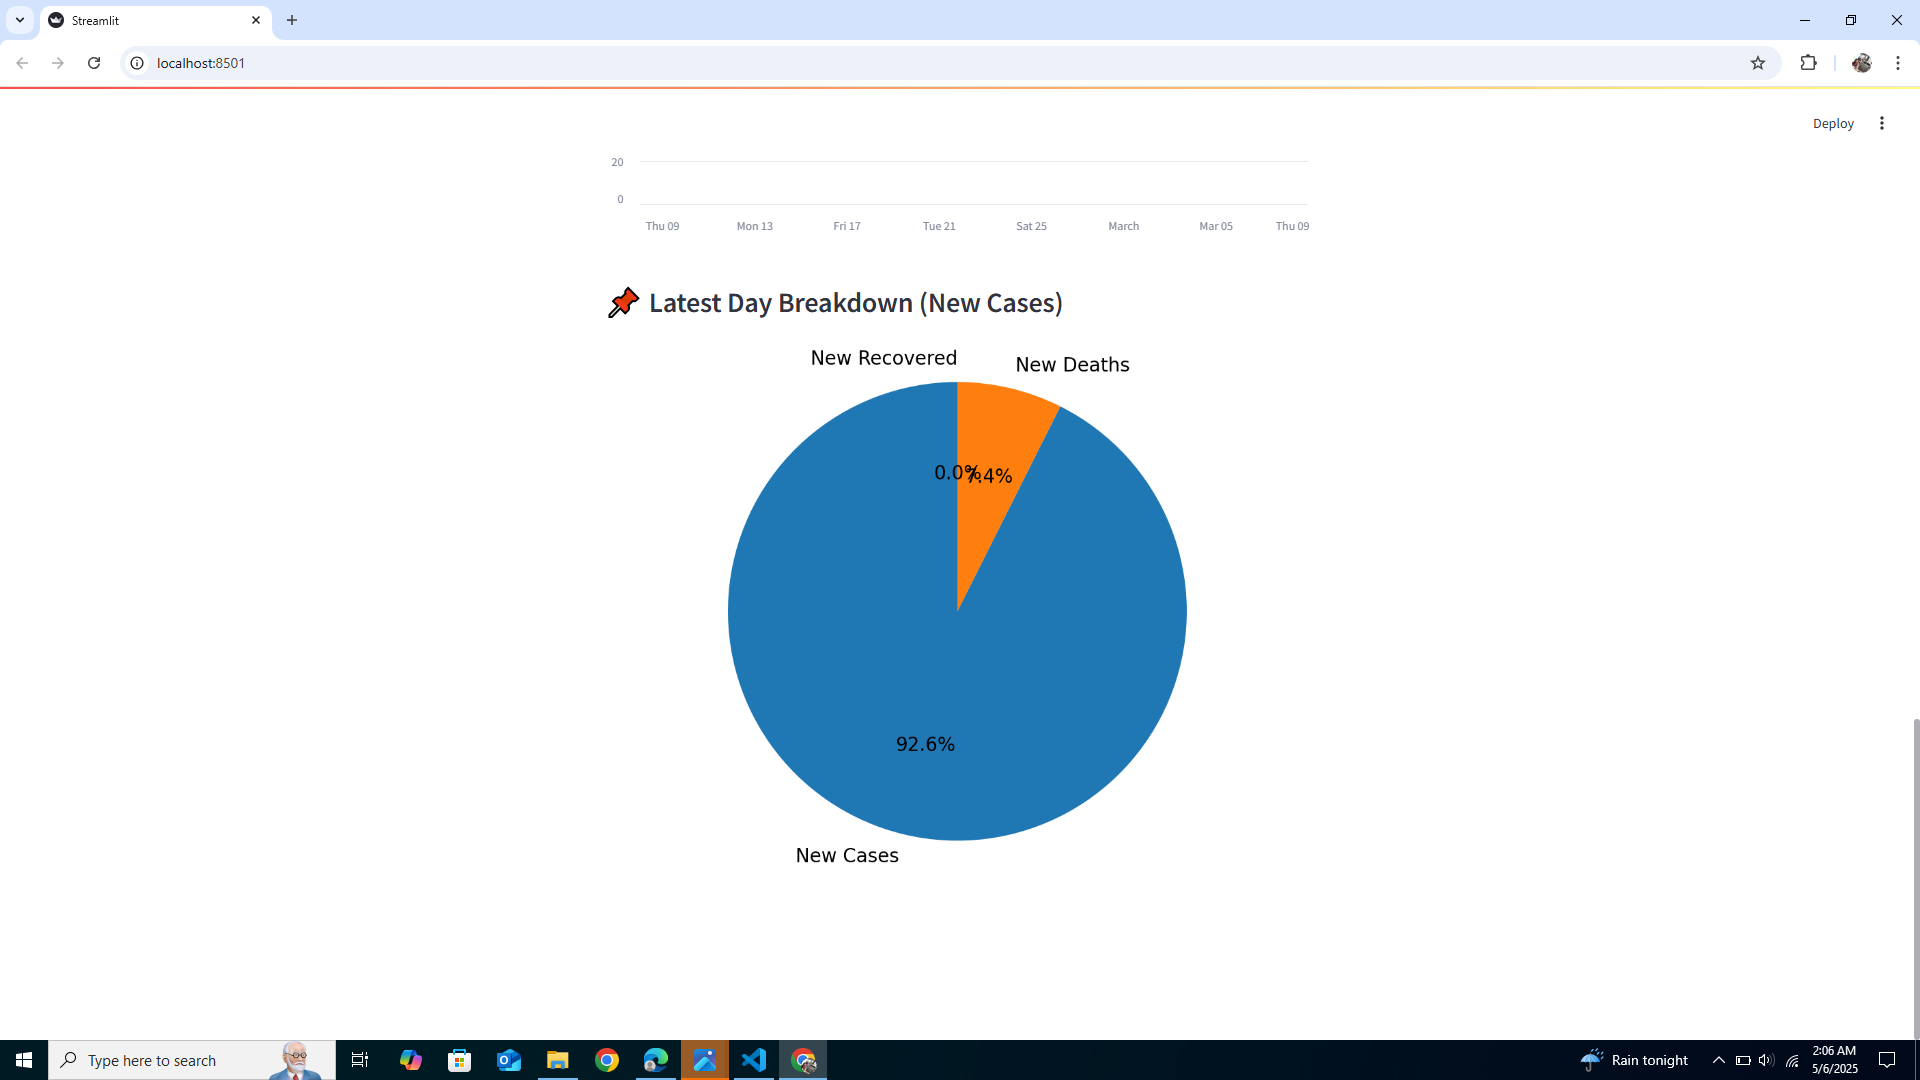 Streamlit
localhost:8501
Deploy
20
0
Thu 09 Mon 13 Fri 17 Tue 21 Sat 25 March Mar 05 Thu 09
Latest Day Breakdown (New Cases)
New Recovered
New Deaths
0.0%
7.4%
92.6%
New Cases
Type here to search
Rain tonight
2:06 AM
5/6/2025